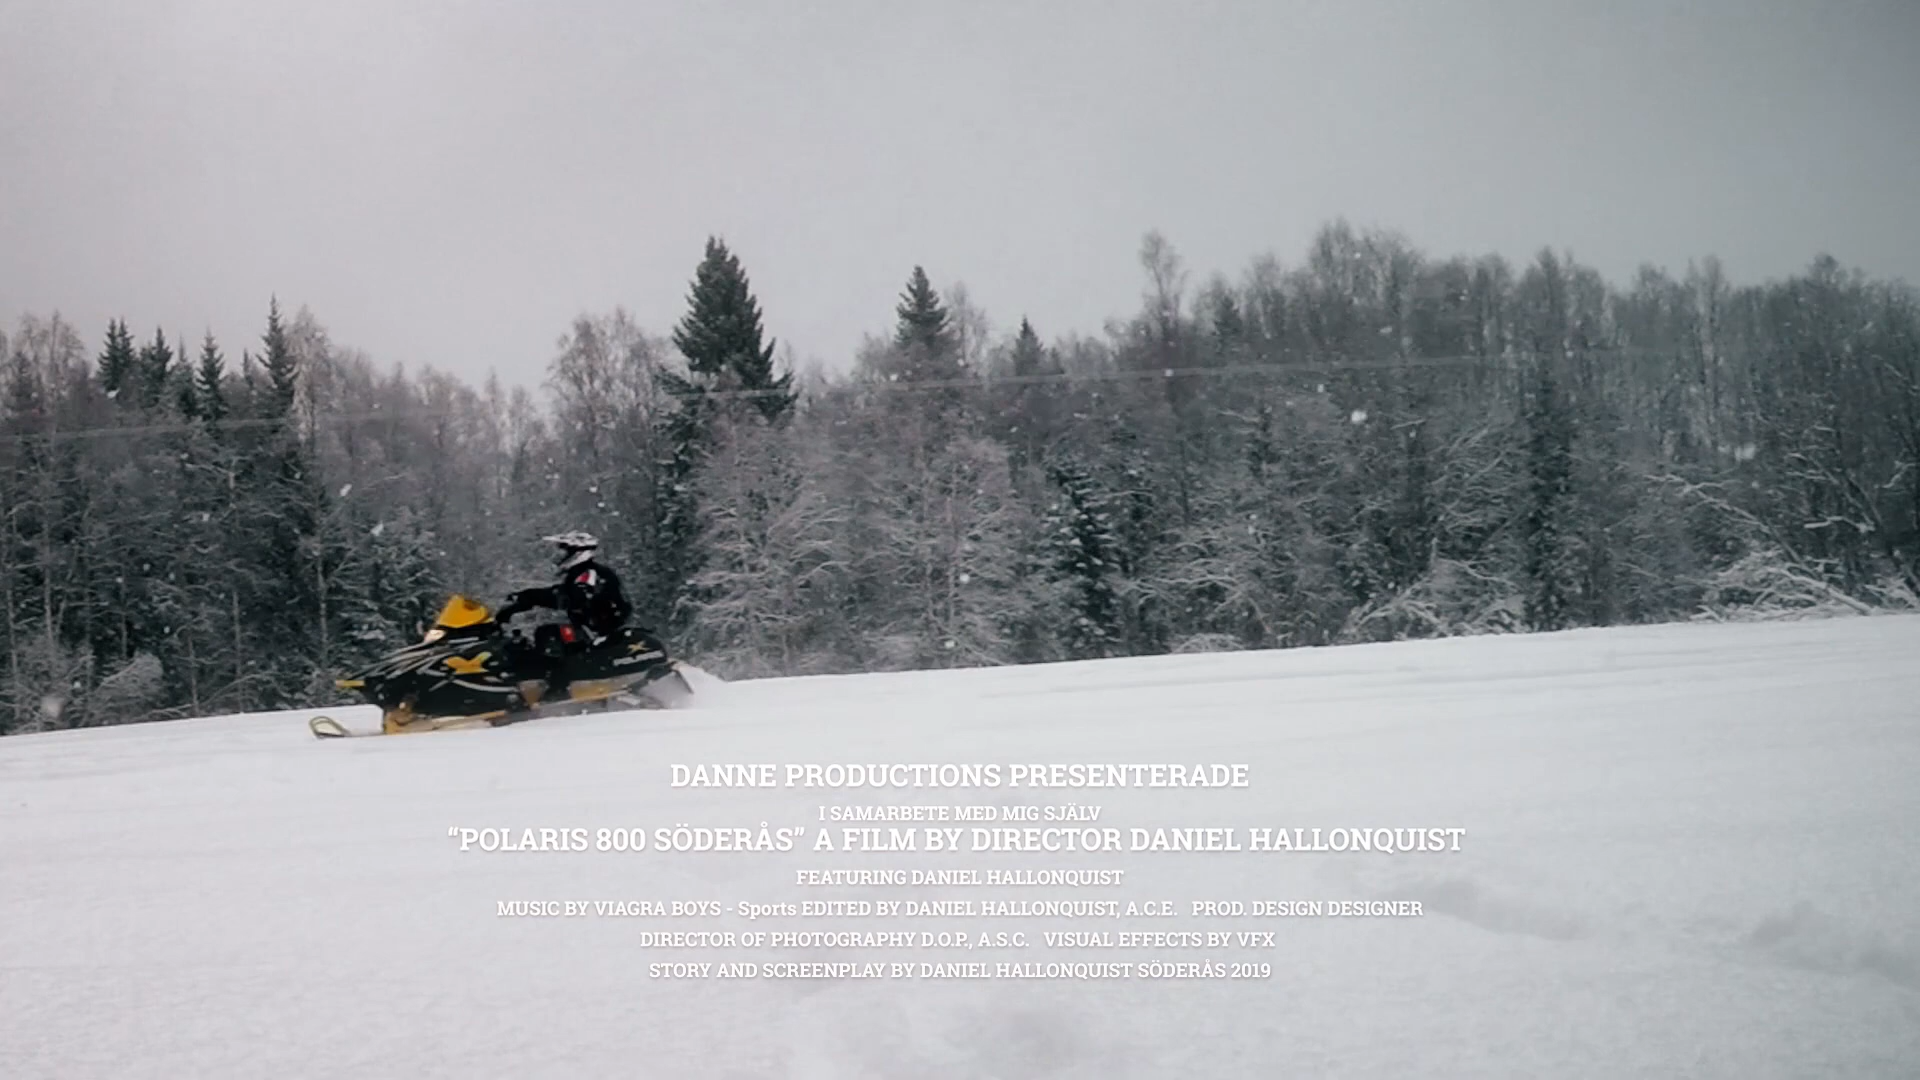 POLARIS
DANNE PRODUCTIONS PRESENTERADE
I SAMARBETE MED MIG SJÄLV
“POLARIS 800 SÖDERÅS” A FILM BY DIRECTOR DANIEL HALLONQUIST
FEATURING DANIEL HALLONQUIST
MUSIC BY VIAGRA BOYS - Sports EDITED BY DANIEL HALLONQUIST, A.C.E. PROD. DESIGN DESIGNER
DIRECTOR OF PHOTOGRAPHY D.O.P., A.S.C. VISUAL EFFECTS BY VFX
STORY AND SCREENPLAY BY DANIEL HALLONQUIST SÖDERÅS 2019